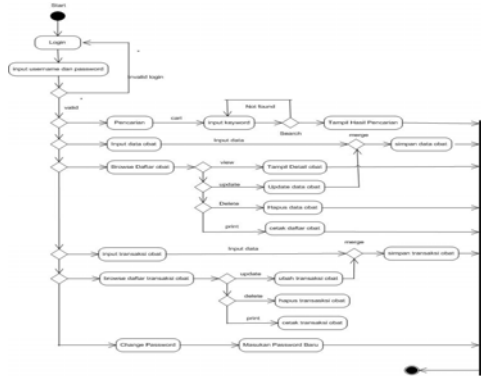 Start
Login
input username dan password
invalid login
valid
Not found
Pencarian
cari
input keyword
Tampil Hasil Pencarian
Search
merge
Input data obat
Input data
simpan data obat
Browse Daftar obat
view
Tampil Detail obat
update
Update data obat
Delete
Hapus data obat
print
cetak daftar obat
merge
input transaksi obat
Input data
simpan transaksi obat
browse daftar transaksi obat
update
ubah transaksi obat
delete
hapus transaksi obat
print
cetak transaksi obat
Change Password
Masukan Password Baru